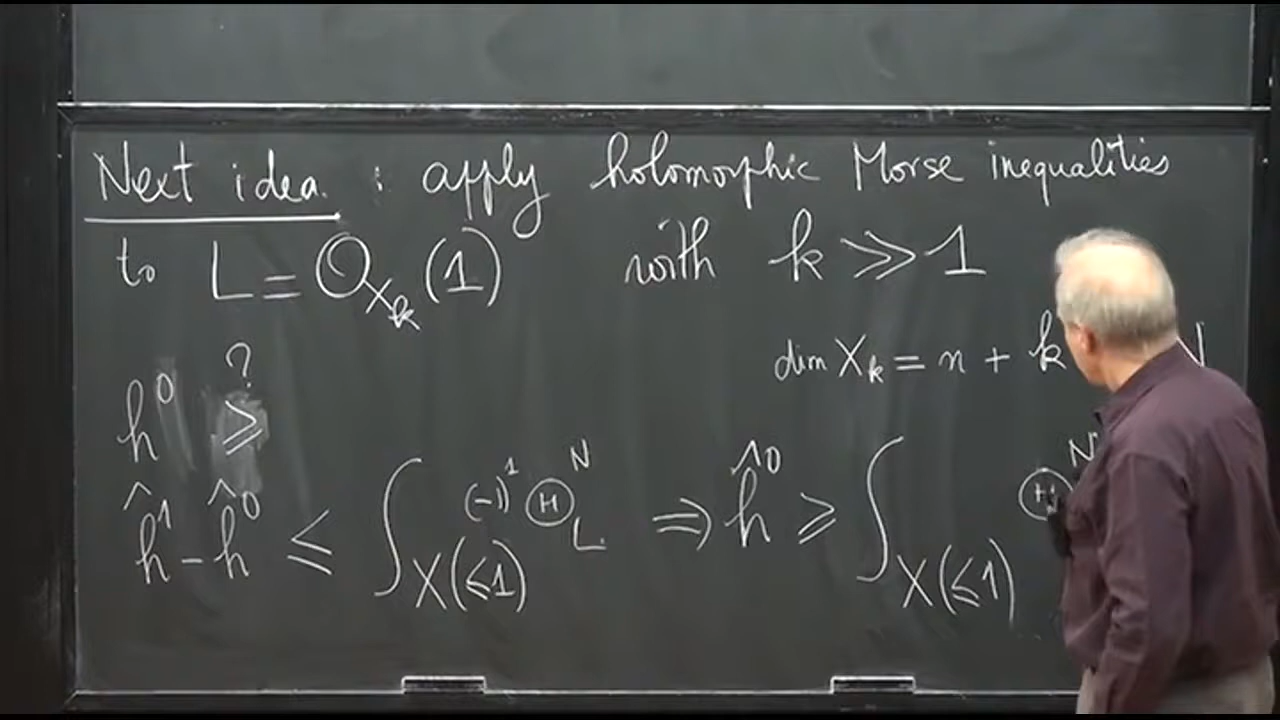 Next idea : apply holomorphic Morse inequalities
to L = O_{X_k}(1) with k ≫ 1
dim X_k = n + k
h^0 ≥^?
ĥ^1 - ĥ^0 ≤ ∫_{X(≤1)} (-1)^1 Θ_L^N ⇒ ĥ^0 ≥ ∫_{X(≤1)} Θ^N